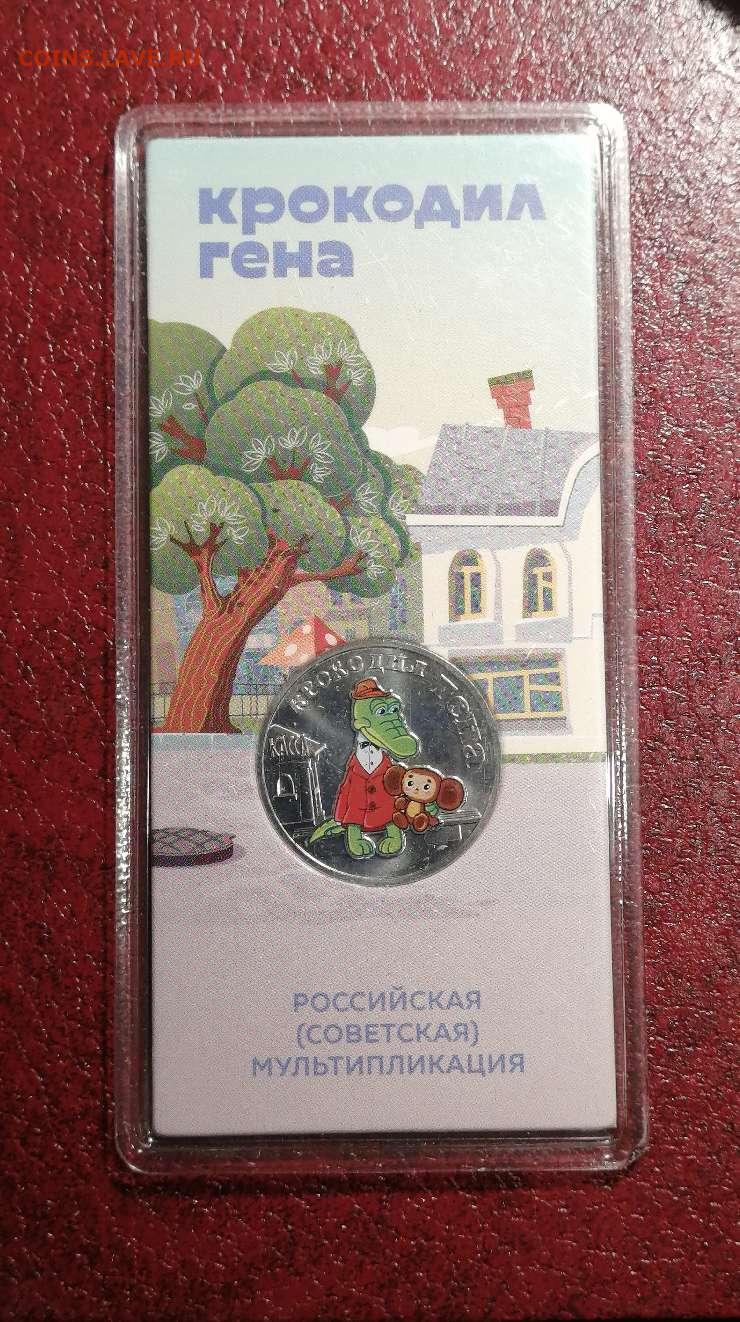 COINS.LAVE.RU
крокодил
гена
КРОКОДИЛ ГЕНА
КАССА
РОССИЙСКАЯ
(СОВЕТСКАЯ)
МУЛЬТИПЛИКАЦИЯ